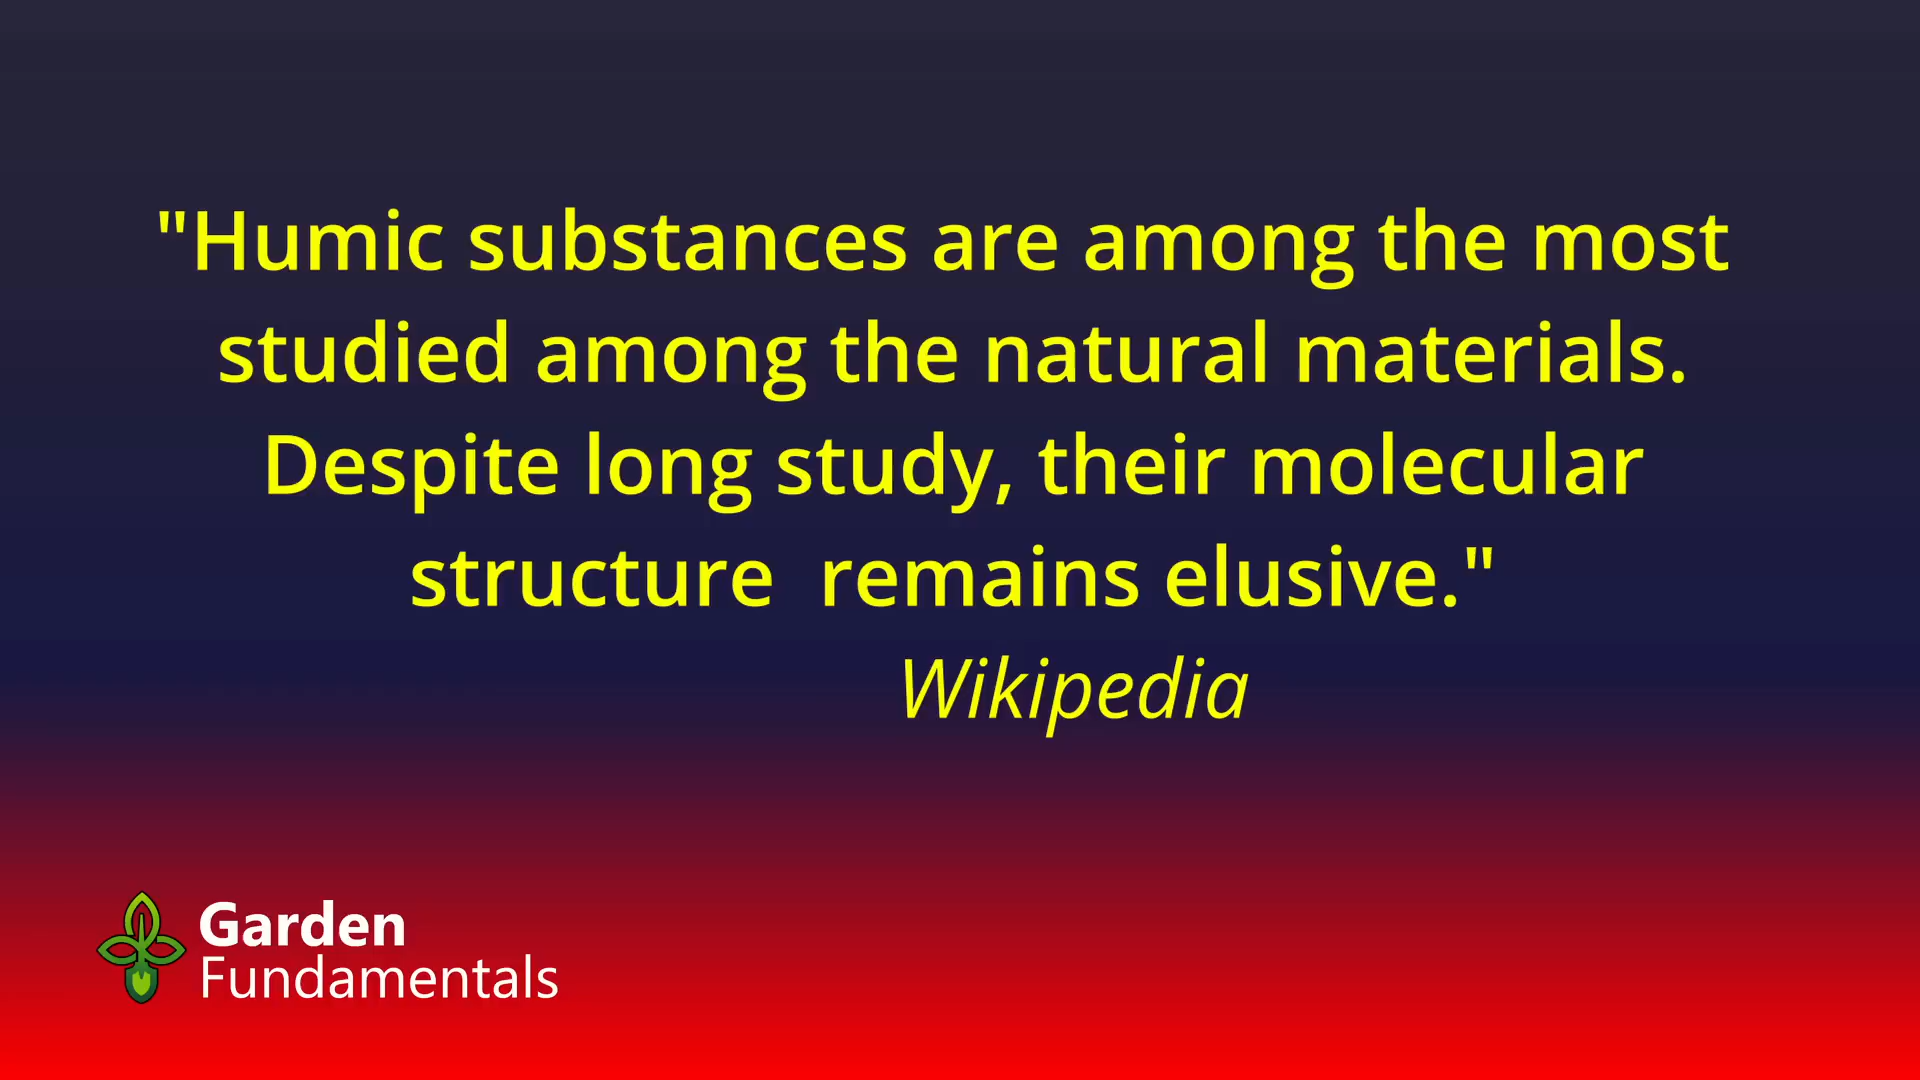 "Humic substances are among the most
studied among the natural materials.
Despite long study, their molecular
structure  remains elusive."
Wikipedia
Garden
Fundamentals